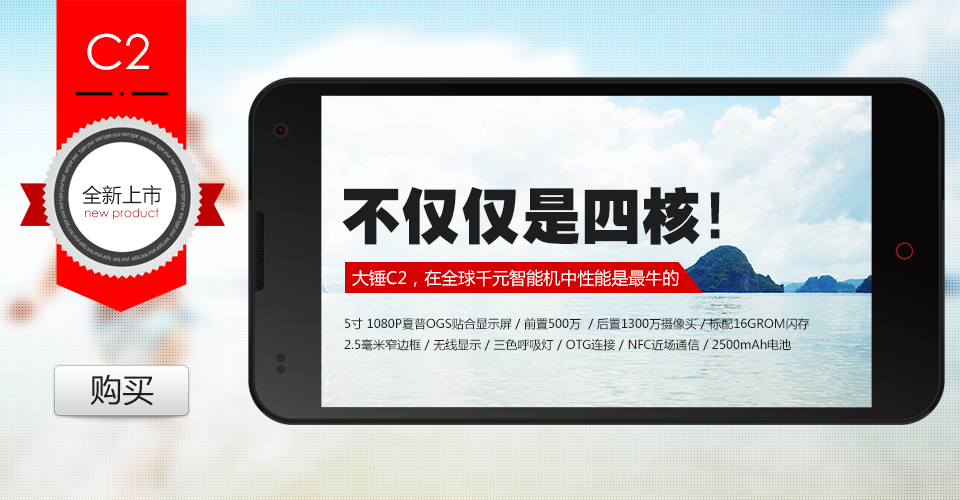 C2
全新上市
new product
购买
不仅仅是四核!
大锤C2，在全球千元智能机中性能是最牛的
5寸 1080P夏普OGS贴合显示屏 / 前置500万 / 后置1300万摄像头 / 标配16GROM闪存
2.5毫米窄边框 / 无线显示 / 三色呼吸灯 / OTG连接 / NFC近场通信 / 2500mAh电池